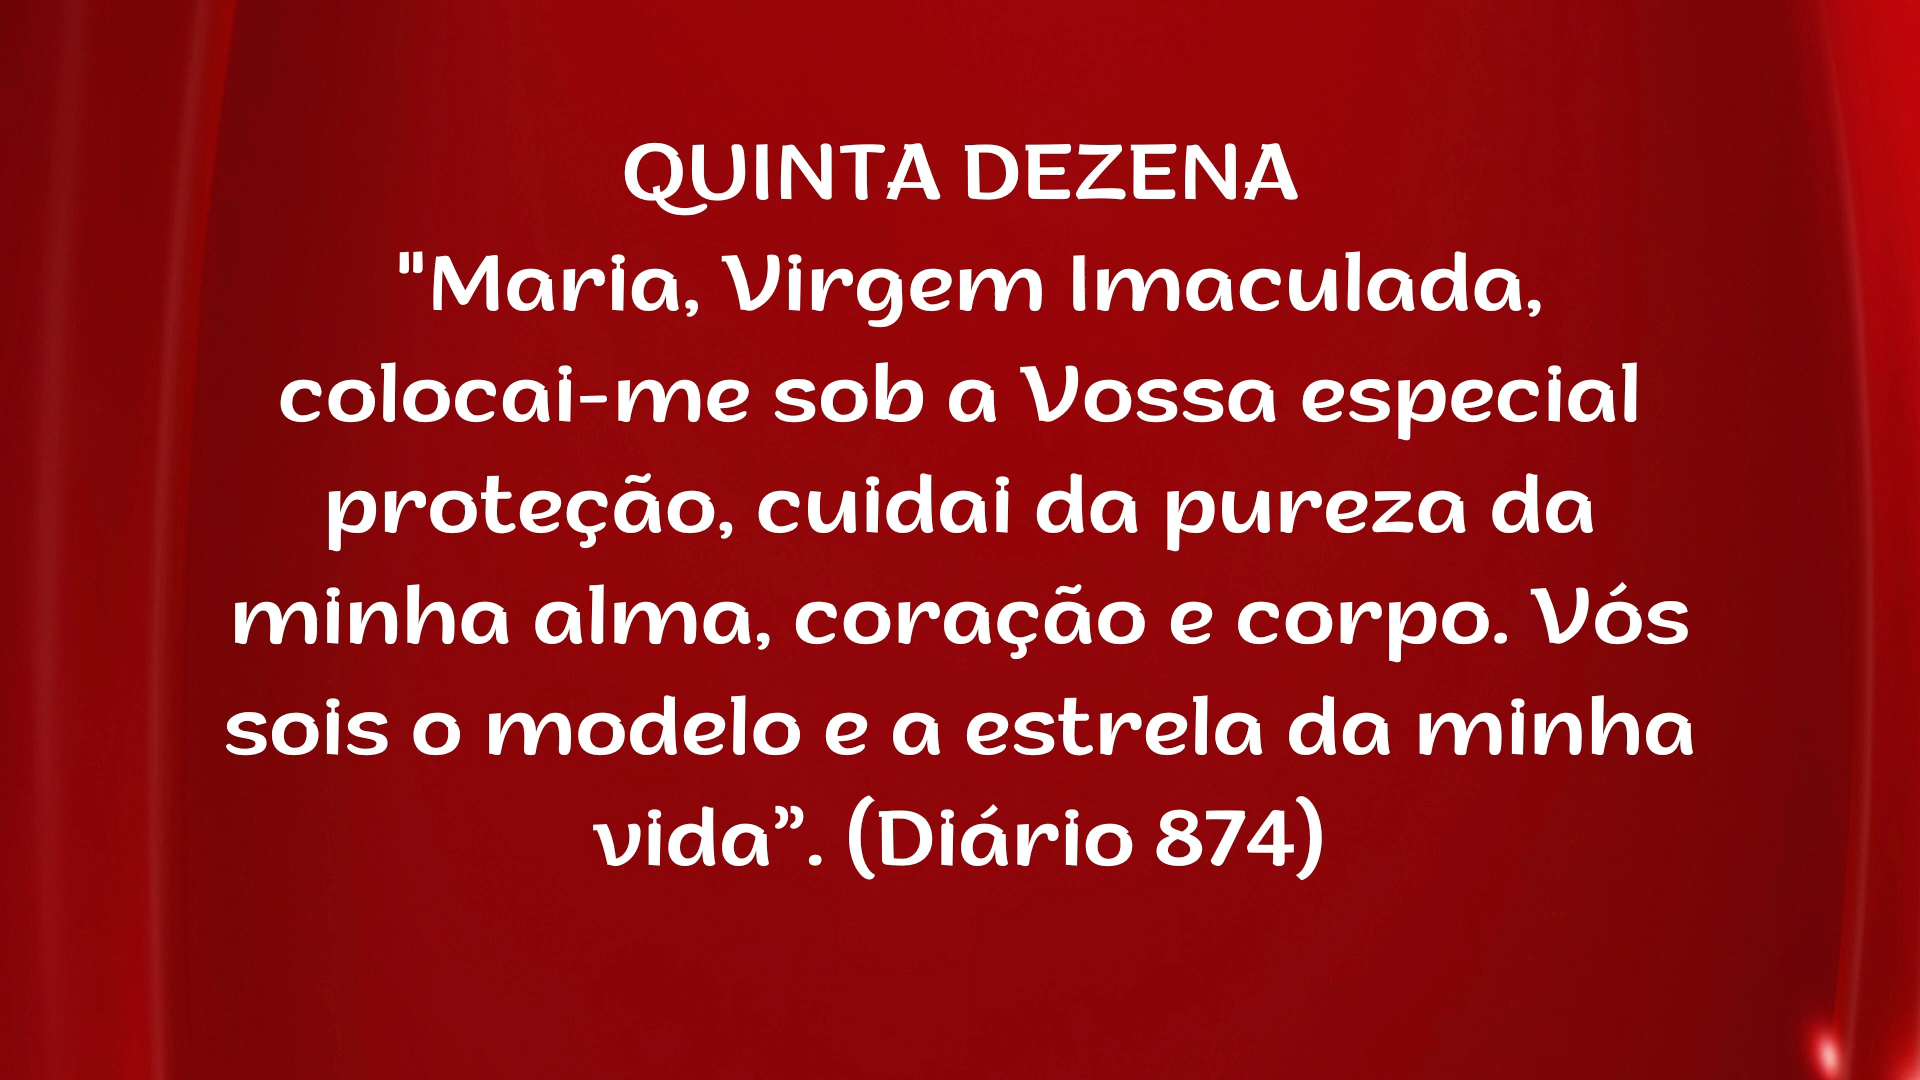 QUINTA DEZENA
"Maria, Virgem Imaculada,
colocai-me sob a Vossa especial
proteção, cuidai da pureza da
minha alma, coração e corpo. Vós
sois o modelo e a estrela da minha
vida”. (Diário 874)